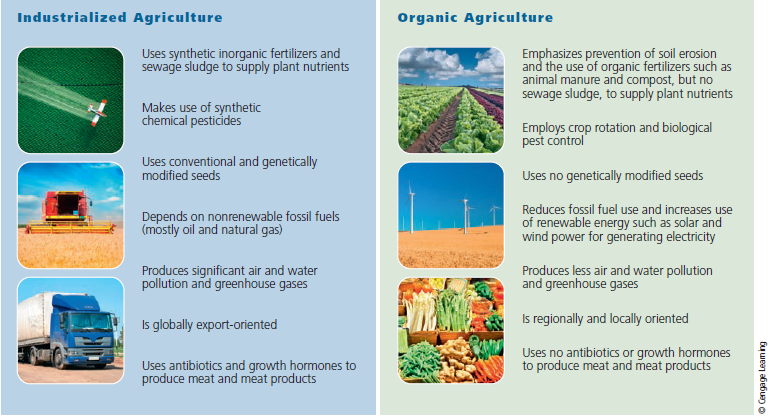 Industrialized Agriculture
Uses synthetic inorganic fertilizers and
sewage sludge to supply plant nutrients
Makes use of synthetic
chemical pesticides
Uses conventional and genetically
modified seeds
Depends on nonrenewable fossil fuels
(mostly oil and natural gas)
Produces significant air and water
pollution and greenhouse gases
Is globally export-oriented
Uses antibiotics and growth hormones to
produce meat and meat products
Organic Agriculture
Emphasizes prevention of soil erosion
and the use of organic fertilizers such as
animal manure and compost, but no
sewage sludge, to supply plant nutrients
Employs crop rotation and biological
pest control
Uses no genetically modified seeds
Reduces fossil fuel use and increases use
of renewable energy such as solar and
wind power for generating electricity
Produces less air and water pollution
and greenhouse gases
Is regionally and locally oriented
Uses no antibiotics or growth hormones
to produce meat and meat products
© Cengage Learning